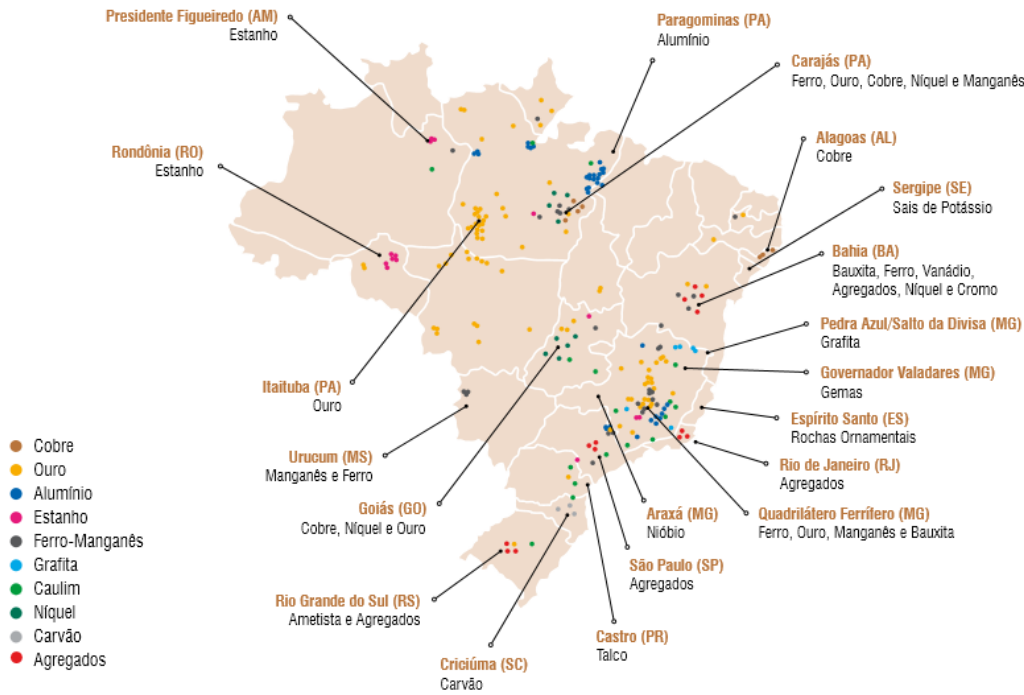 Presidente Figueiredo (AM)
Estanho
Paragominas (PA)
Alumínio
Carajás (PA)
Ferro, Ouro, Cobre, Níquel e Manganês
Rondônia (RO)
Estanho
Alagoas (AL)
Cobre
Sergipe (SE)
Sais de Potássio
Bahia (BA)
Bauxita, Ferro, Vanádio,
Agregados, Níquel e Cromo
Pedra Azul/Salto da Divisa (MG)
Grafita
Governador Valadares (MG)
Gemas
Itaituba (PA)
Ouro
Espírito Santo (ES)
Rochas Ornamentais
Urucum (MS)
Manganês e Ferro
Rio de Janeiro (RJ)
Agregados
Goiás (GO)
Cobre, Níquel e Ouro
Araxá (MG)
Nióbio
Quadrilátero Ferrífero (MG)
Ferro, Ouro, Manganês e Bauxita
São Paulo (SP)
Agregados
Rio Grande do Sul (RS)
Ametista e Agregados
Castro (PR)
Talco
Criciúma (SC)
Carvão
Cobre
Ouro
Alumínio
Estanho
Ferro-Manganês
Grafita
Caulim
Níquel
Carvão
Agregados